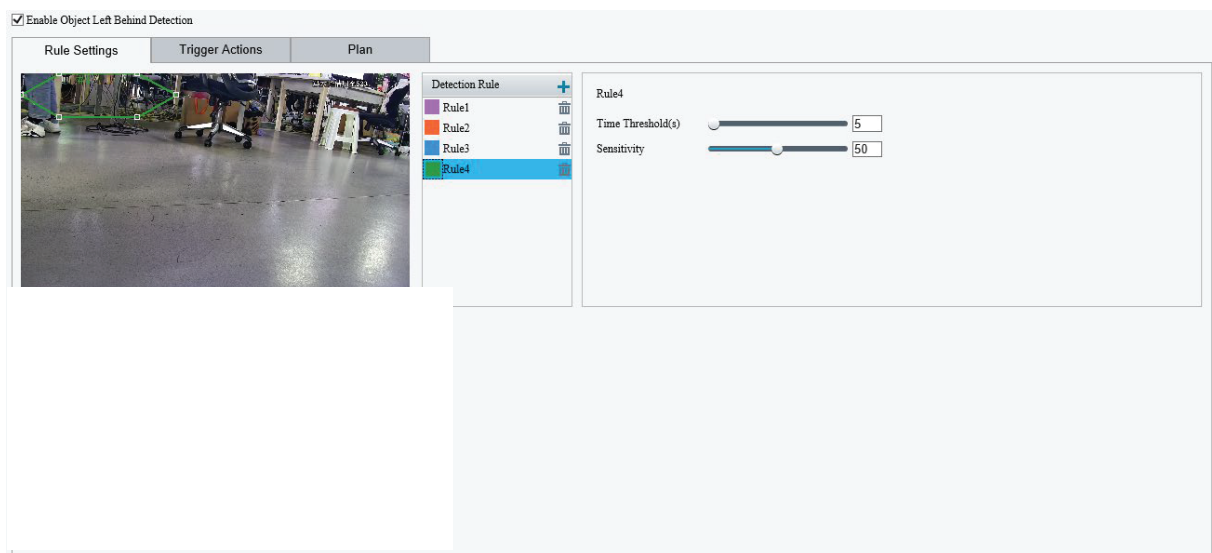 Enable Object Left Behind Detection
Rule Settings
Trigger Actions
Plan
Detection Rule
Rule1
Rule2
Rule3
Rule4
Rule4
Time Threshold(s) 5
Sensitivity 50